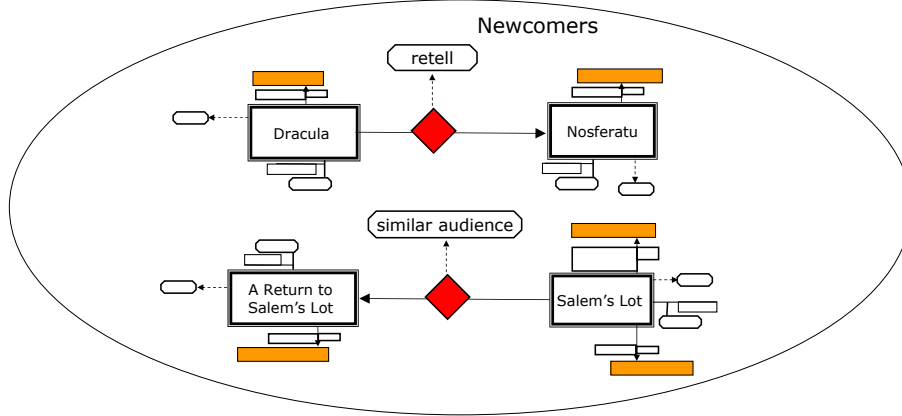 Newcomers
retell
Dracula
Nosferatu
similar audience
A Return to
Salem's Lot
Salem's Lot